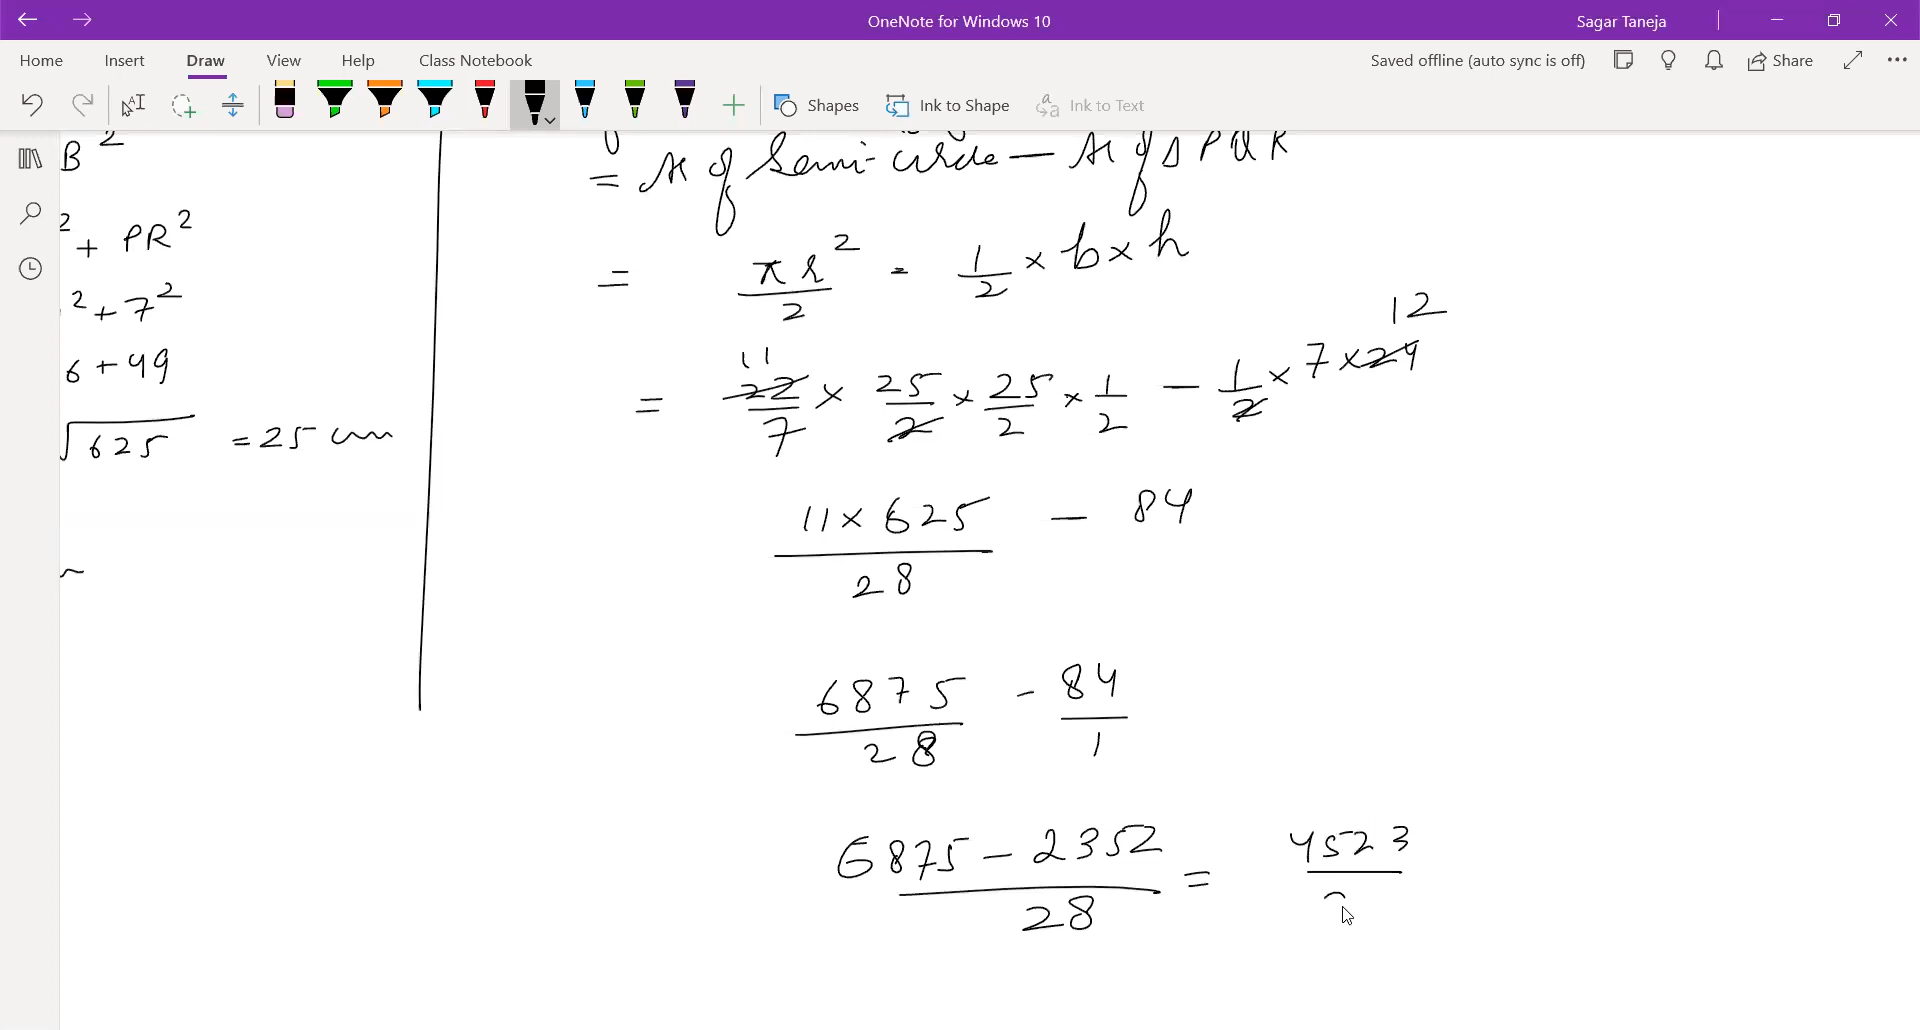 OneNote for Windows 10
Sagar Taneja
Home Insert Draw View Help Class Notebook
Saved offline (auto sync is off) Share
Shapes Ink to Shape Ink to Text
B²
² + PR²
² + 7²
6 + 49
√625 = 25 cm
= Ar of Semi-circle — Ar of Δ PQR
= πr²/2 - 1/2 × b × h
11 12
= 22/7 × 25/2 × 25/2 × 1/2 — 1/2 × 7 × 24
11 × 625/28 — 84
6875/28 - 84/1
6875 – 2352/28 = 4523